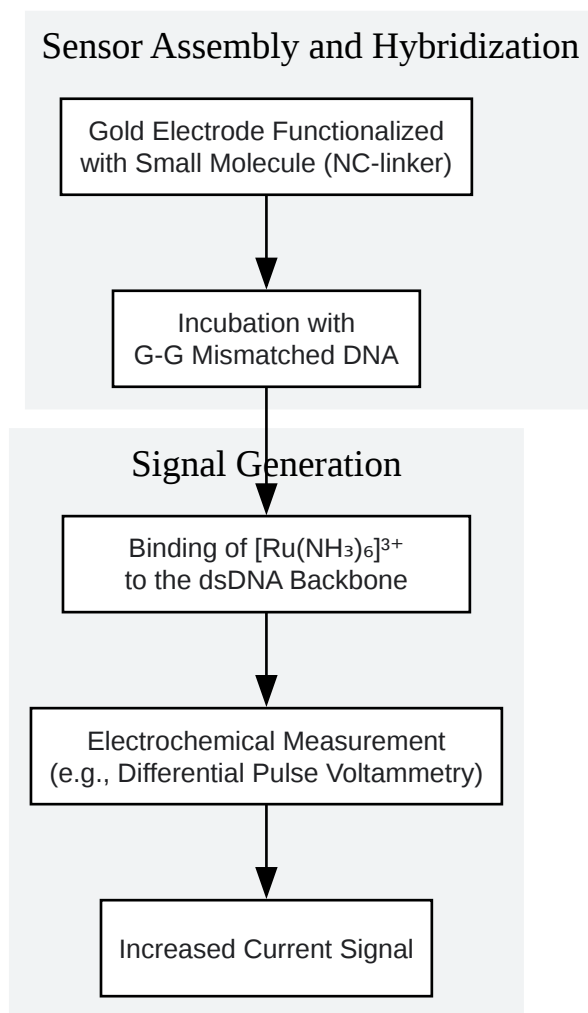 Sensor Assembly and Hybridization
Gold Electrode Functionalized
with Small Molecule (NC-linker)
Incubation with
G-G Mismatched DNA
Signal Generation
Binding of [Ru(NH₃)₆]³⁺
to the dsDNA Backbone
Electrochemical Measurement
(e.g., Differential Pulse Voltammetry)
Increased Current Signal